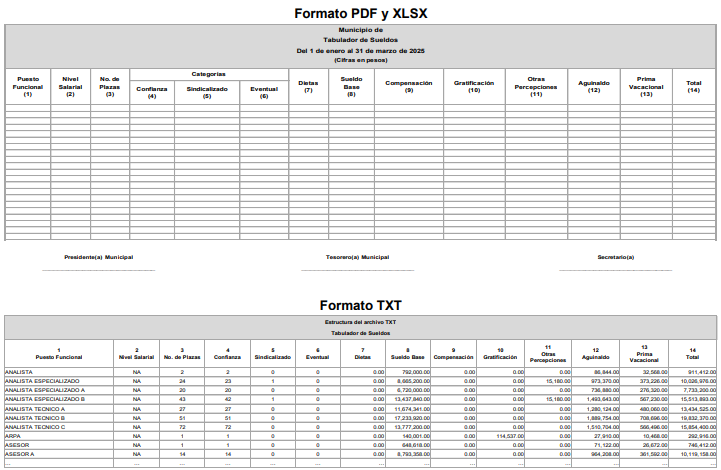 Formato PDF y XLSX
Municipio de
Tabulador de Sueldos
Del 1 de enero al 31 de marzo de 2025
(Cifras en pesos)
Puesto Funcional (1) Nivel Salarial (2) No. de Plazas (3) Categorías Confianza (4) Sindicalizado (5) Eventual (6) Dietas (7) Sueldo Base (8) Compensación (9) Gratificación (10) Otras Percepciones (11) Aguinaldo (12) Prima Vacacional (13) Total (14)
Presidente(a) Municipal Tesorero(a) Municipal Secretario(a)
Formato TXT
Estructura del archivo TXT
Tabulador de Sueldos
1 Puesto Funcional 2 Nivel Salarial 3 No. de Plazas 4 Confianza 5 Sindicalizado 6 Eventual 7 Dietas 8 Sueldo Base 9 Compensación 10 Gratificación 11 Otras Percepciones 12 Aguinaldo 13 Prima Vacacional 14 Total
ANALISTA NA 2 2 0 0 0.00 792,000.00 0.00 0.00 0.00 86,844.00 32,568.00 911,412.00
ANALISTA ESPECIALIZADO NA 24 23 1 0 0.00 8,665,200.00 0.00 0.00 15,180.00 973,370.00 373,226.00 10,026,976.00
ANALISTA ESPECIALIZADO A NA 20 20 0 0 0.00 6,720,000.00 0.00 0.00 0.00 736,880.00 276,320.00 7,733,200.00
ANALISTA ESPECIALIZADO B NA 43 42 1 0 0.00 13,437,840.00 0.00 0.00 15,180.00 1,493,643.00 567,230.00 15,513,893.00
ANALISTA TECNICO A NA 27 27 0 0 0.00 11,674,341.00 0.00 0.00 0.00 1,280,124.00 480,060.00 13,434,525.00
ANALISTA TECNICO B NA 51 51 0 0 0.00 17,233,920.00 0.00 0.00 0.00 1,889,754.00 708,696.00 19,832,370.00
ANALISTA TECNICO C NA 72 72 0 0 0.00 13,777,200.00 0.00 0.00 0.00 1,510,704.00 566,496.00 15,854,400.00
ARPA NA 1 1 0 0 0.00 140,001.00 0.00 114,537.00 0.00 27,910.00 10,468.00 292,916.00
ASESOR NA 1 1 0 0 0.00 648,618.00 0.00 0.00 0.00 71,122.00 26,672.00 746,412.00
ASESOR A NA 14 14 0 0 0.00 8,793,358.00 0.00 0.00 0.00 964,208.00 361,592.00 10,119,158.00
... ... ... ... ... ... ... ... ... ... ... ... ... ...